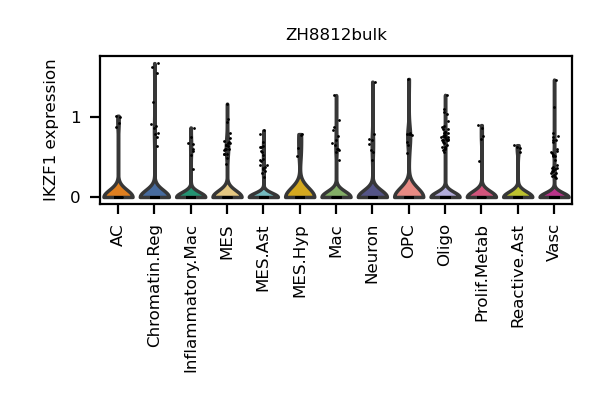 ZH8812bulk
IKZF1 expression
1
0
AC
Chromatin.Reg
Inflammatory.Mac
MES
MES.Ast
MES.Hyp
Mac
Neuron
OPC
Oligo
Prolif.Metab
Reactive.Ast
Vasc